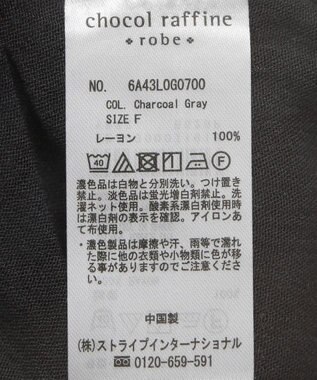 chocol raffine
robe
NO. 6A43L0G0700
COL. Charcoal Gray
SIZE F
レーヨン 100%
40 F
濃色品は白物と分別洗い。つけ置き
禁止。淡色品は蛍光増白剤禁止。洗
濯ネット使用。酸素系漂白剤使用時
は漂白剤の表示を確認。アイロンあ
て布使用。
・濃色製品は摩擦や汗、雨等で濡れ
た際に他の衣類や小物類に色が移
る事がありますのでご注意くださ
い。
中国製
(株)ストライプインターナショナル
0120-659-591